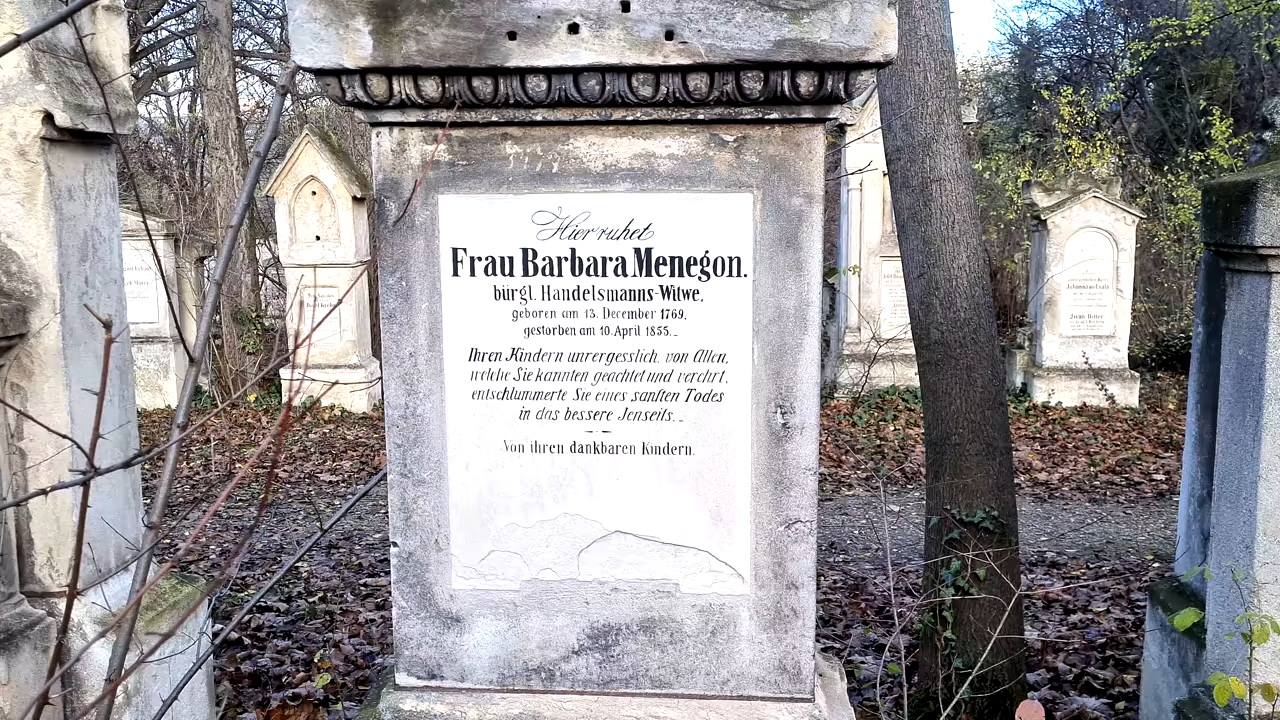 Hier ruhet
Frau Barbara Menegon.
bürgl. Handelsmanns-Witwe,
geboren am 13. December 1769,
gestorben am 10. April 1855._
Ihren Kindern unvergesslich, von Allen,
welche Sie kannten geachtet und verehrt,
entschlummerte Sie eines sanften Todes
in das bessere Jenseits._
Von ihren dankbaren Kindern.
Johanna
Ritter